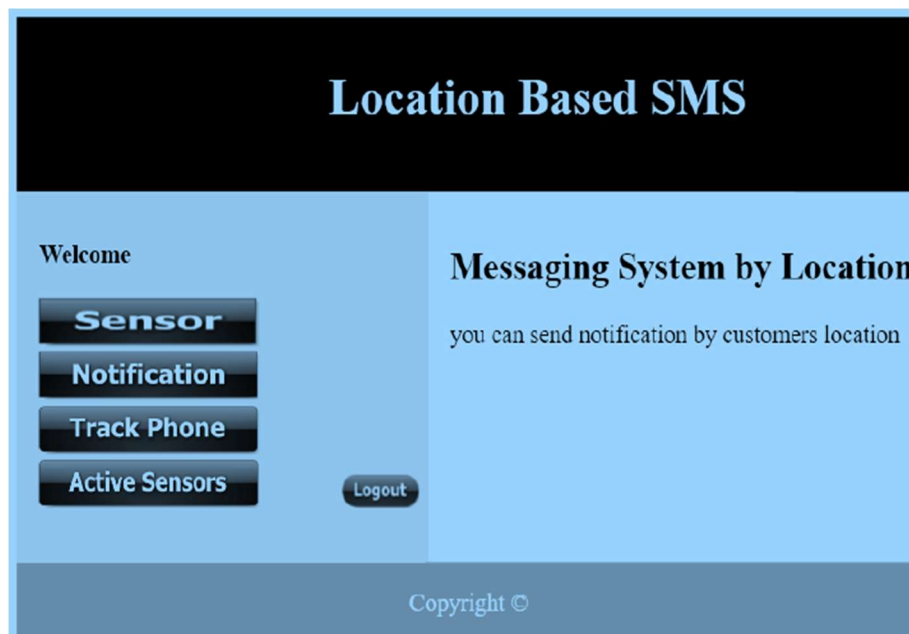 Location Based SMS
Welcome
Sensor
Notification
Track Phone
Active Sensors
Logout
Messaging System by Location
you can send notification by customers location
Copyright ©